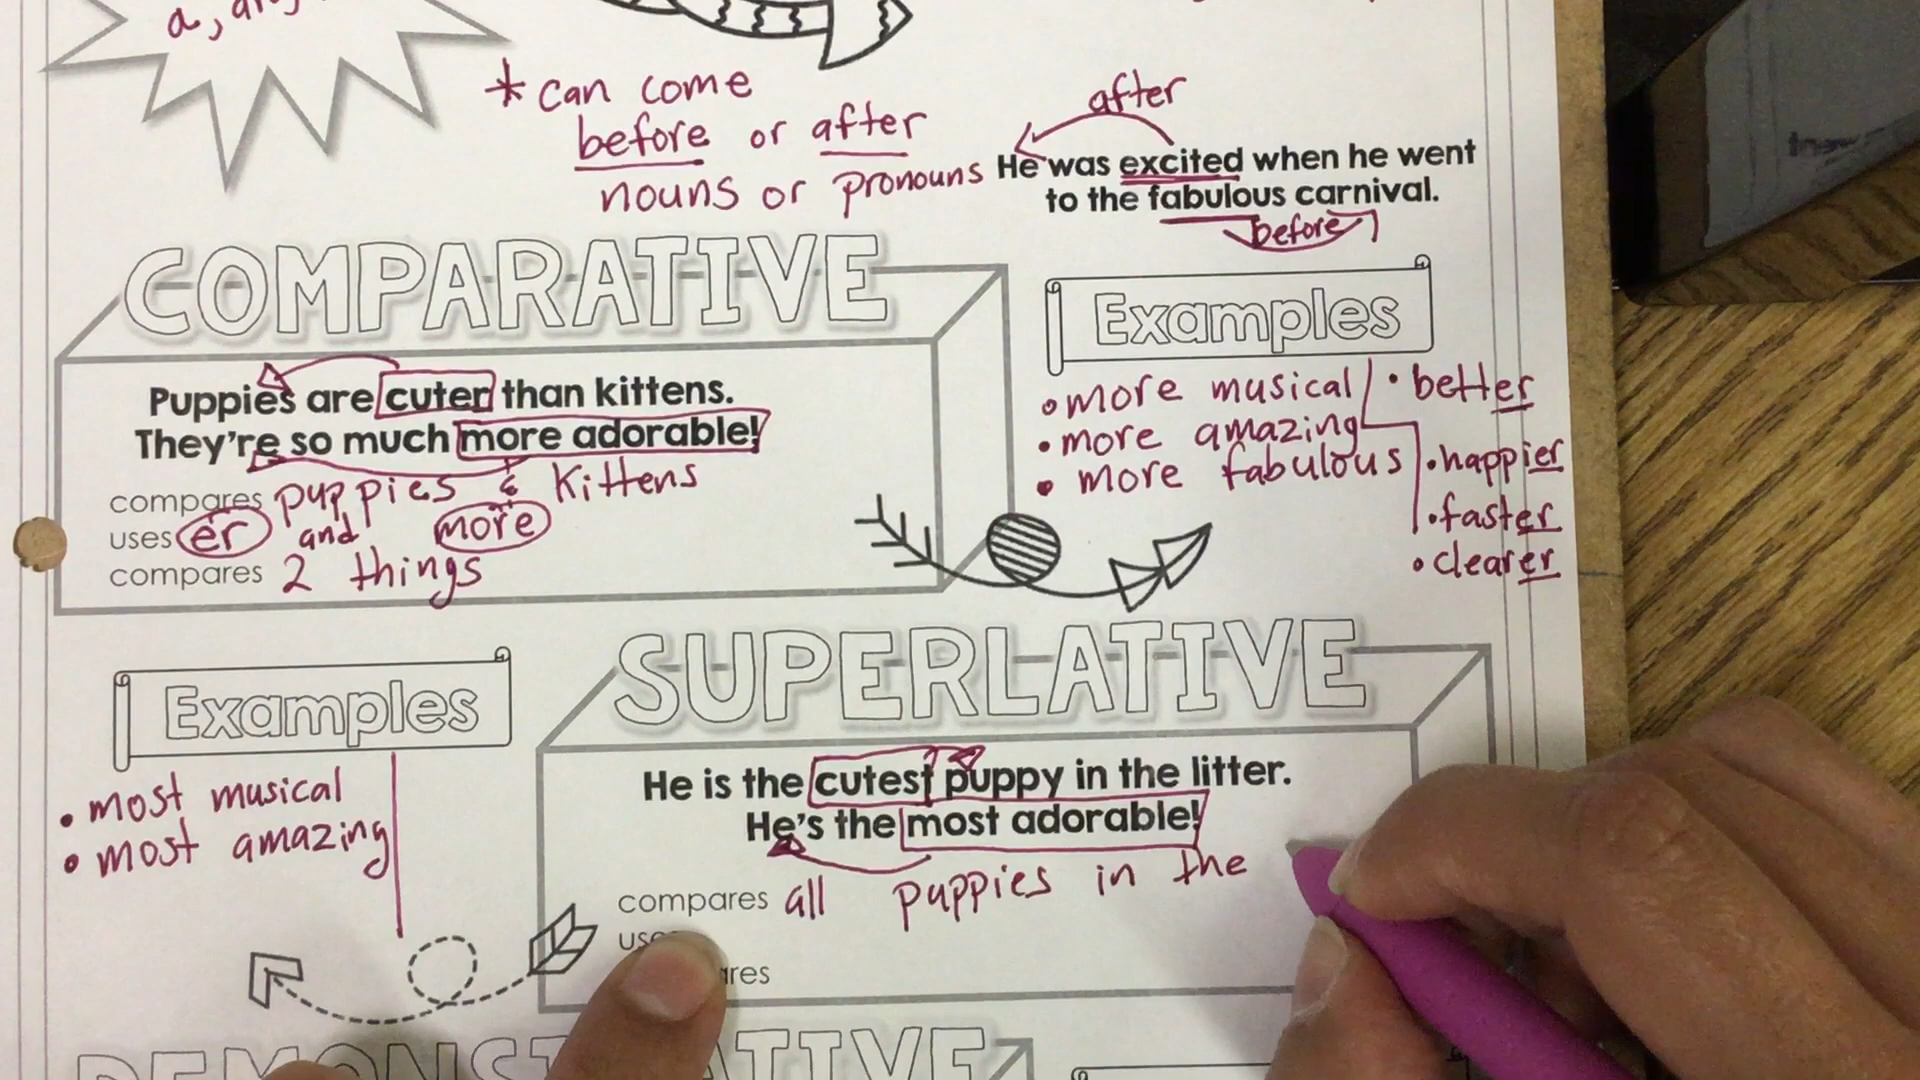 a,
* can come
before or after
nouns or pronouns
after
He was excited when he went
to the fabulous carnival.
before
COMPARATIVE
Puppies are cuter than kittens.
They're so much more adorable!
compares puppies & kittens
uses er and more
compares 2 things
Examples
• more musical
• more amazing
• more fabulous
• better
• happier
• faster
• clearer
Examples
• most musical
• most amazing
SUPERLATIVE
He is the cutest puppy in the litter.
He's the most adorable!
compares all puppies in the